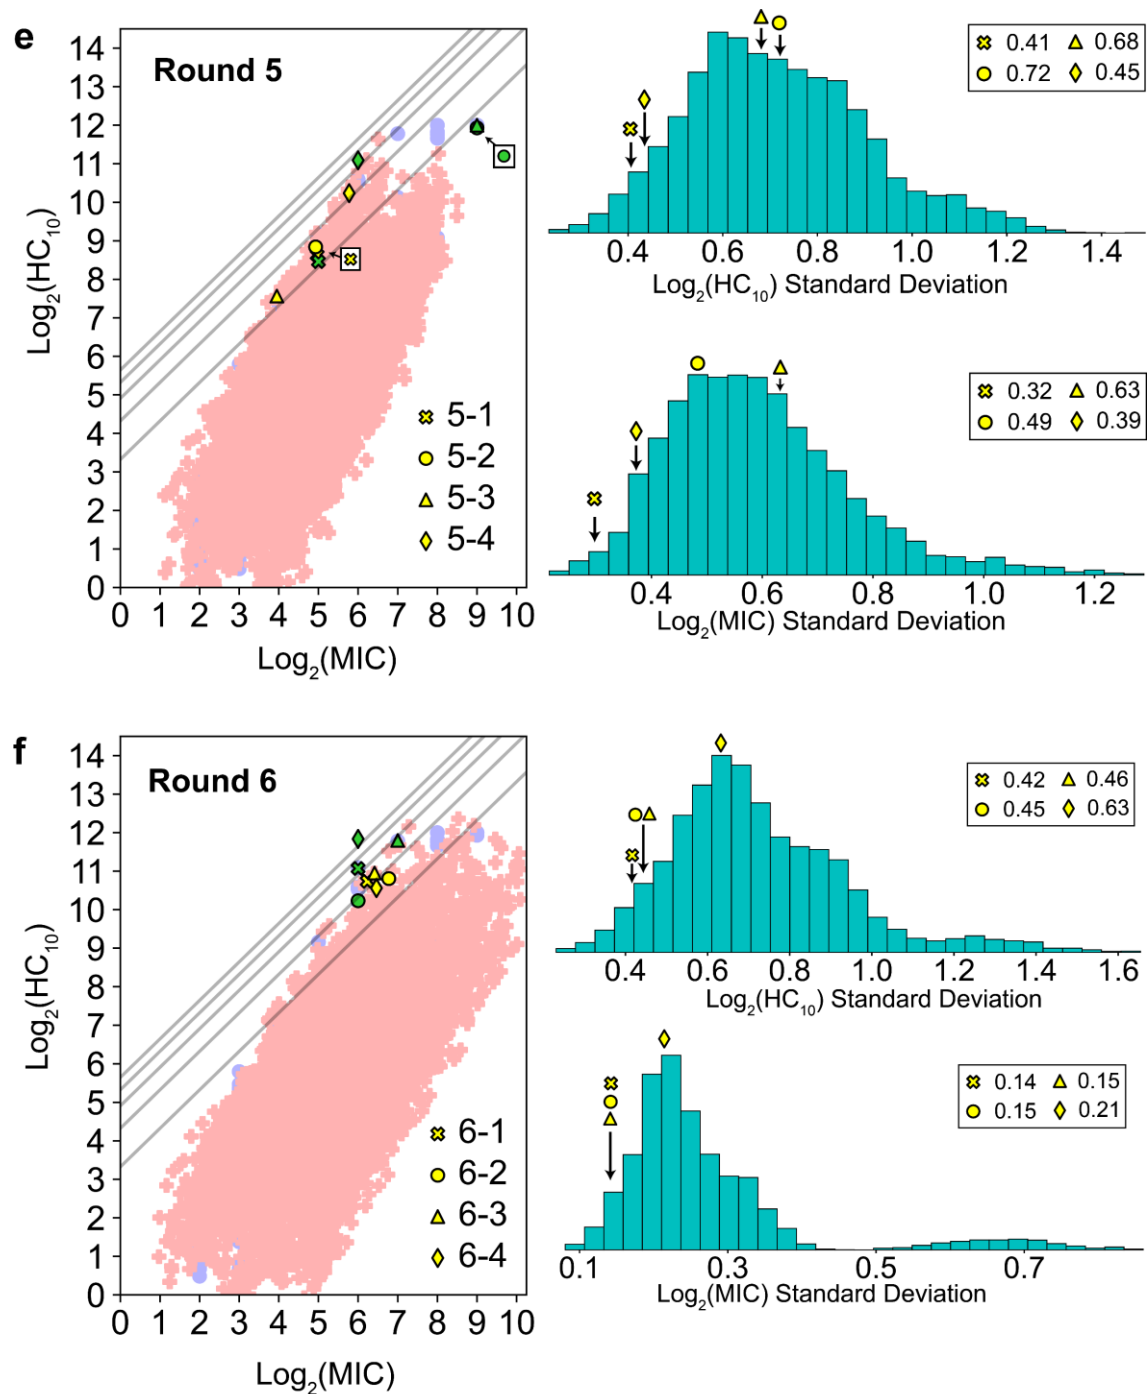 e
Round 5
Log2(HC10)
14
13
12
11
10
9
8
7
6
5
4
3
2
1
0
5-1
5-2
5-3
5-4
0 1 2 3 4 5 6 7 8 9 10
Log2(MIC)
0.41 0.68
0.72 0.45
0.4 0.6 0.8 1.0 1.2 1.4
Log2(HC10) Standard Deviation
0.32 0.63
0.49 0.39
0.4 0.6 0.8 1.0 1.2
Log2(MIC) Standard Deviation
f
Round 6
Log2(HC10)
14
13
12
11
10
9
8
7
6
5
4
3
2
1
0
6-1
6-2
6-3
6-4
0 1 2 3 4 5 6 7 8 9 10
Log2(MIC)
0.42 0.46
0.45 0.63
0.4 0.6 0.8 1.0 1.2 1.4 1.6
Log2(HC10) Standard Deviation
0.14 0.15
0.15 0.21
0.1 0.3 0.5 0.7
Log2(MIC) Standard Deviation